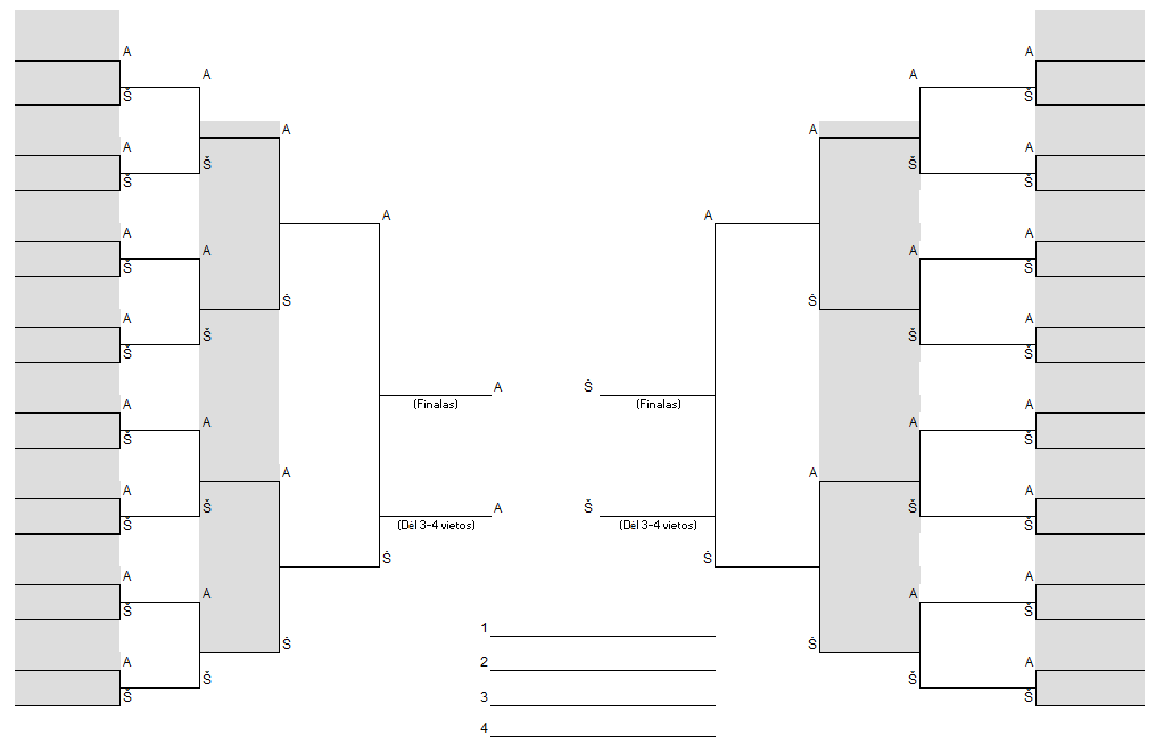 A A
A A
Š Š
A A
A A
Š Š
Š Š
A A
A A
A A
Š Š
Š Š
A A
Š Š
Š Š
A Š
A (Finalas) (Finalas) A
A A
Š Š
A A
A A
Š A Š Š
Š (Dėl 3-4 vietos) (Dėl 3-4 vietos) Š
Š Š
A A
A A
Š Š
1
Š Š
A 2 A
Š Š
Š 3 Š
4